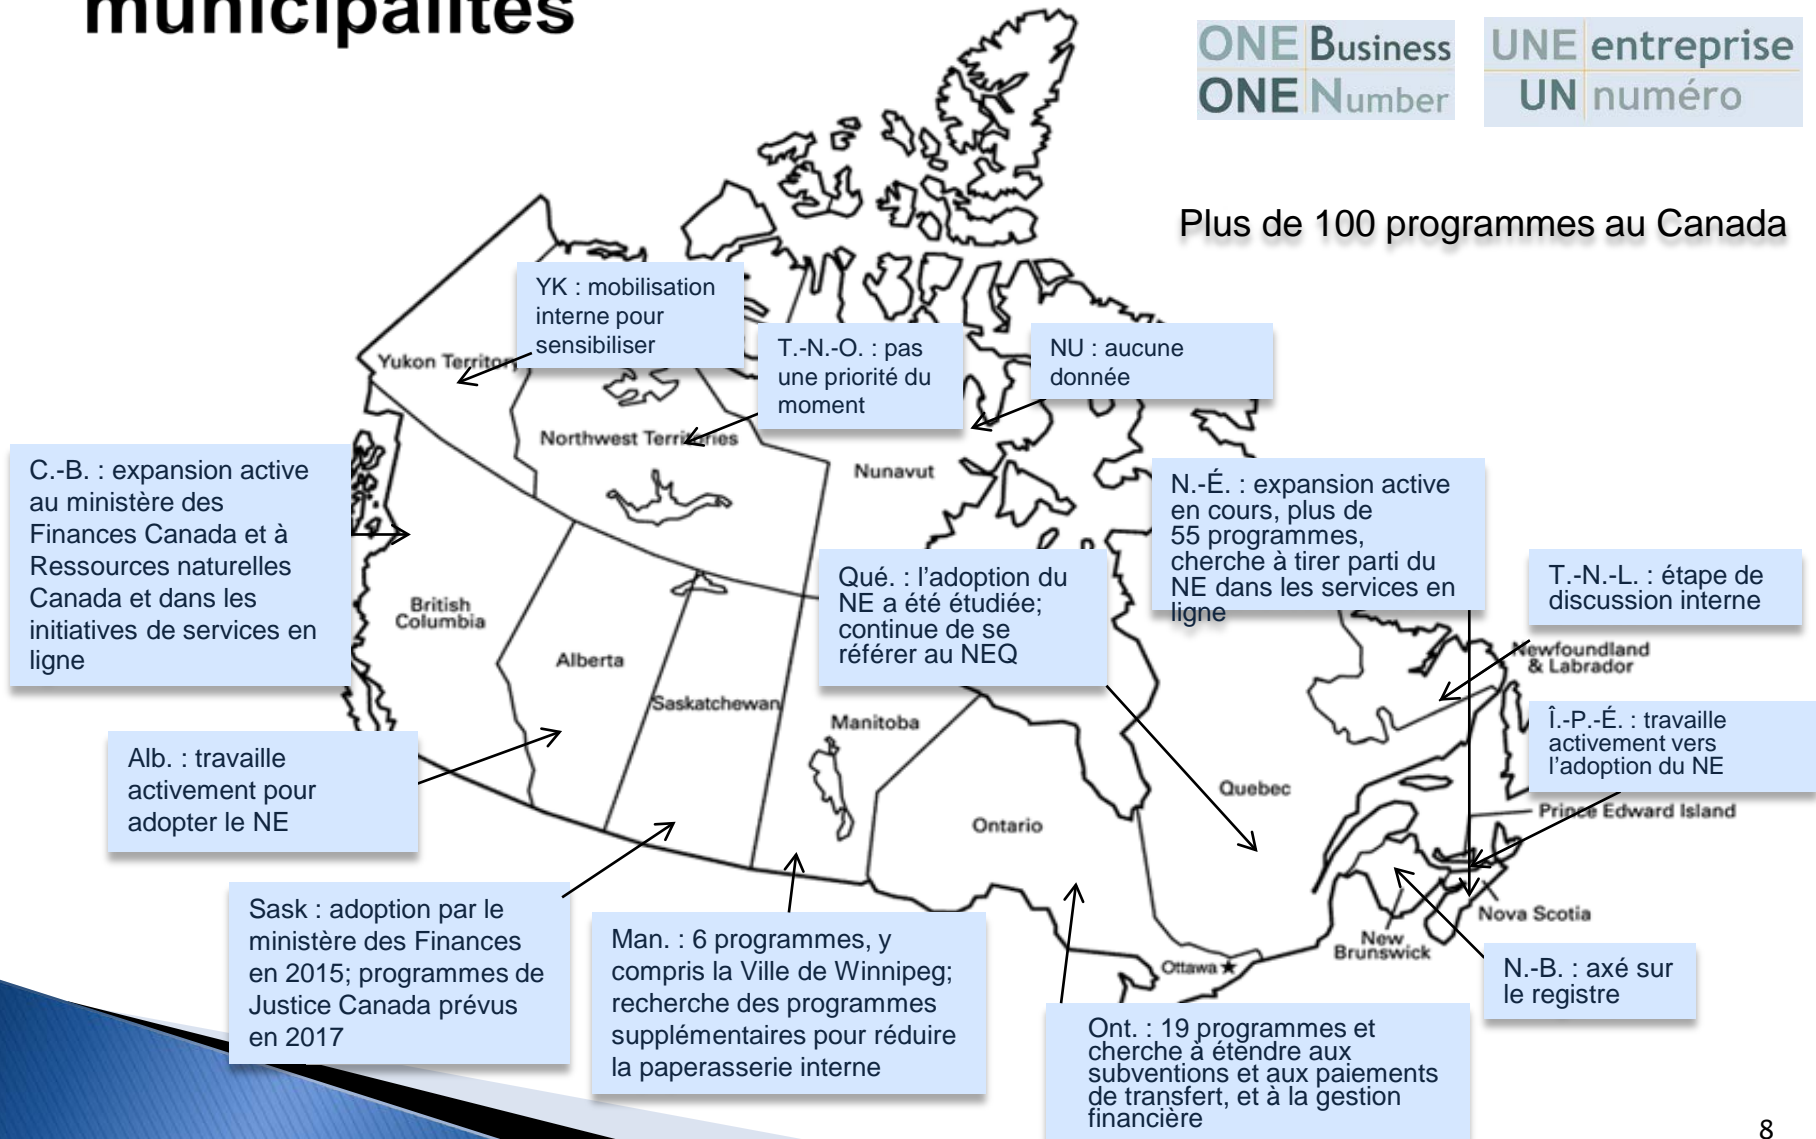 municipalités
ONE Business
ONE Number
UNE entreprise
UN numéro
Plus de 100 programmes au Canada
YK : mobilisation
interne pour
sensibiliser
T.-N.-O. : pas
une priorité du
moment
NU : aucune
donnée
Yukon Territory
Northwest Territories
Nunavut
C.-B. : expansion active
au ministère des
Finances Canada et à
Ressources naturelles
Canada et dans les
initiatives de services en
ligne
N.-É. : expansion active
en cours, plus de
55 programmes,
cherche à tirer parti du
NE dans les services en
ligne
Qué. : l’adoption du
NE a été étudiée;
continue de se
référer au NEQ
T.-N.-L. : étape de
discussion interne
British
Columbia
Alberta
Saskatchewan
Manitoba
Newfoundland
& Labrador
Alb. : travaille
activement pour
adopter le NE
Î.-P.-É. : travaille
activement vers
l’adoption du NE
Quebec
Ontario
Prince Edward Island
Nova Scotia
New
Brunswick
Ottawa
Sask : adoption par le
ministère des Finances
en 2015; programmes de
Justice Canada prévus
en 2017
Man. : 6 programmes, y
compris la Ville de Winnipeg;
recherche des programmes
supplémentaires pour réduire
la paperasserie interne
N.-B. : axé sur
le registre
Ont. : 19 programmes et
cherche à étendre aux
subventions et aux paiements
de transfert, et à la gestion
financière
8